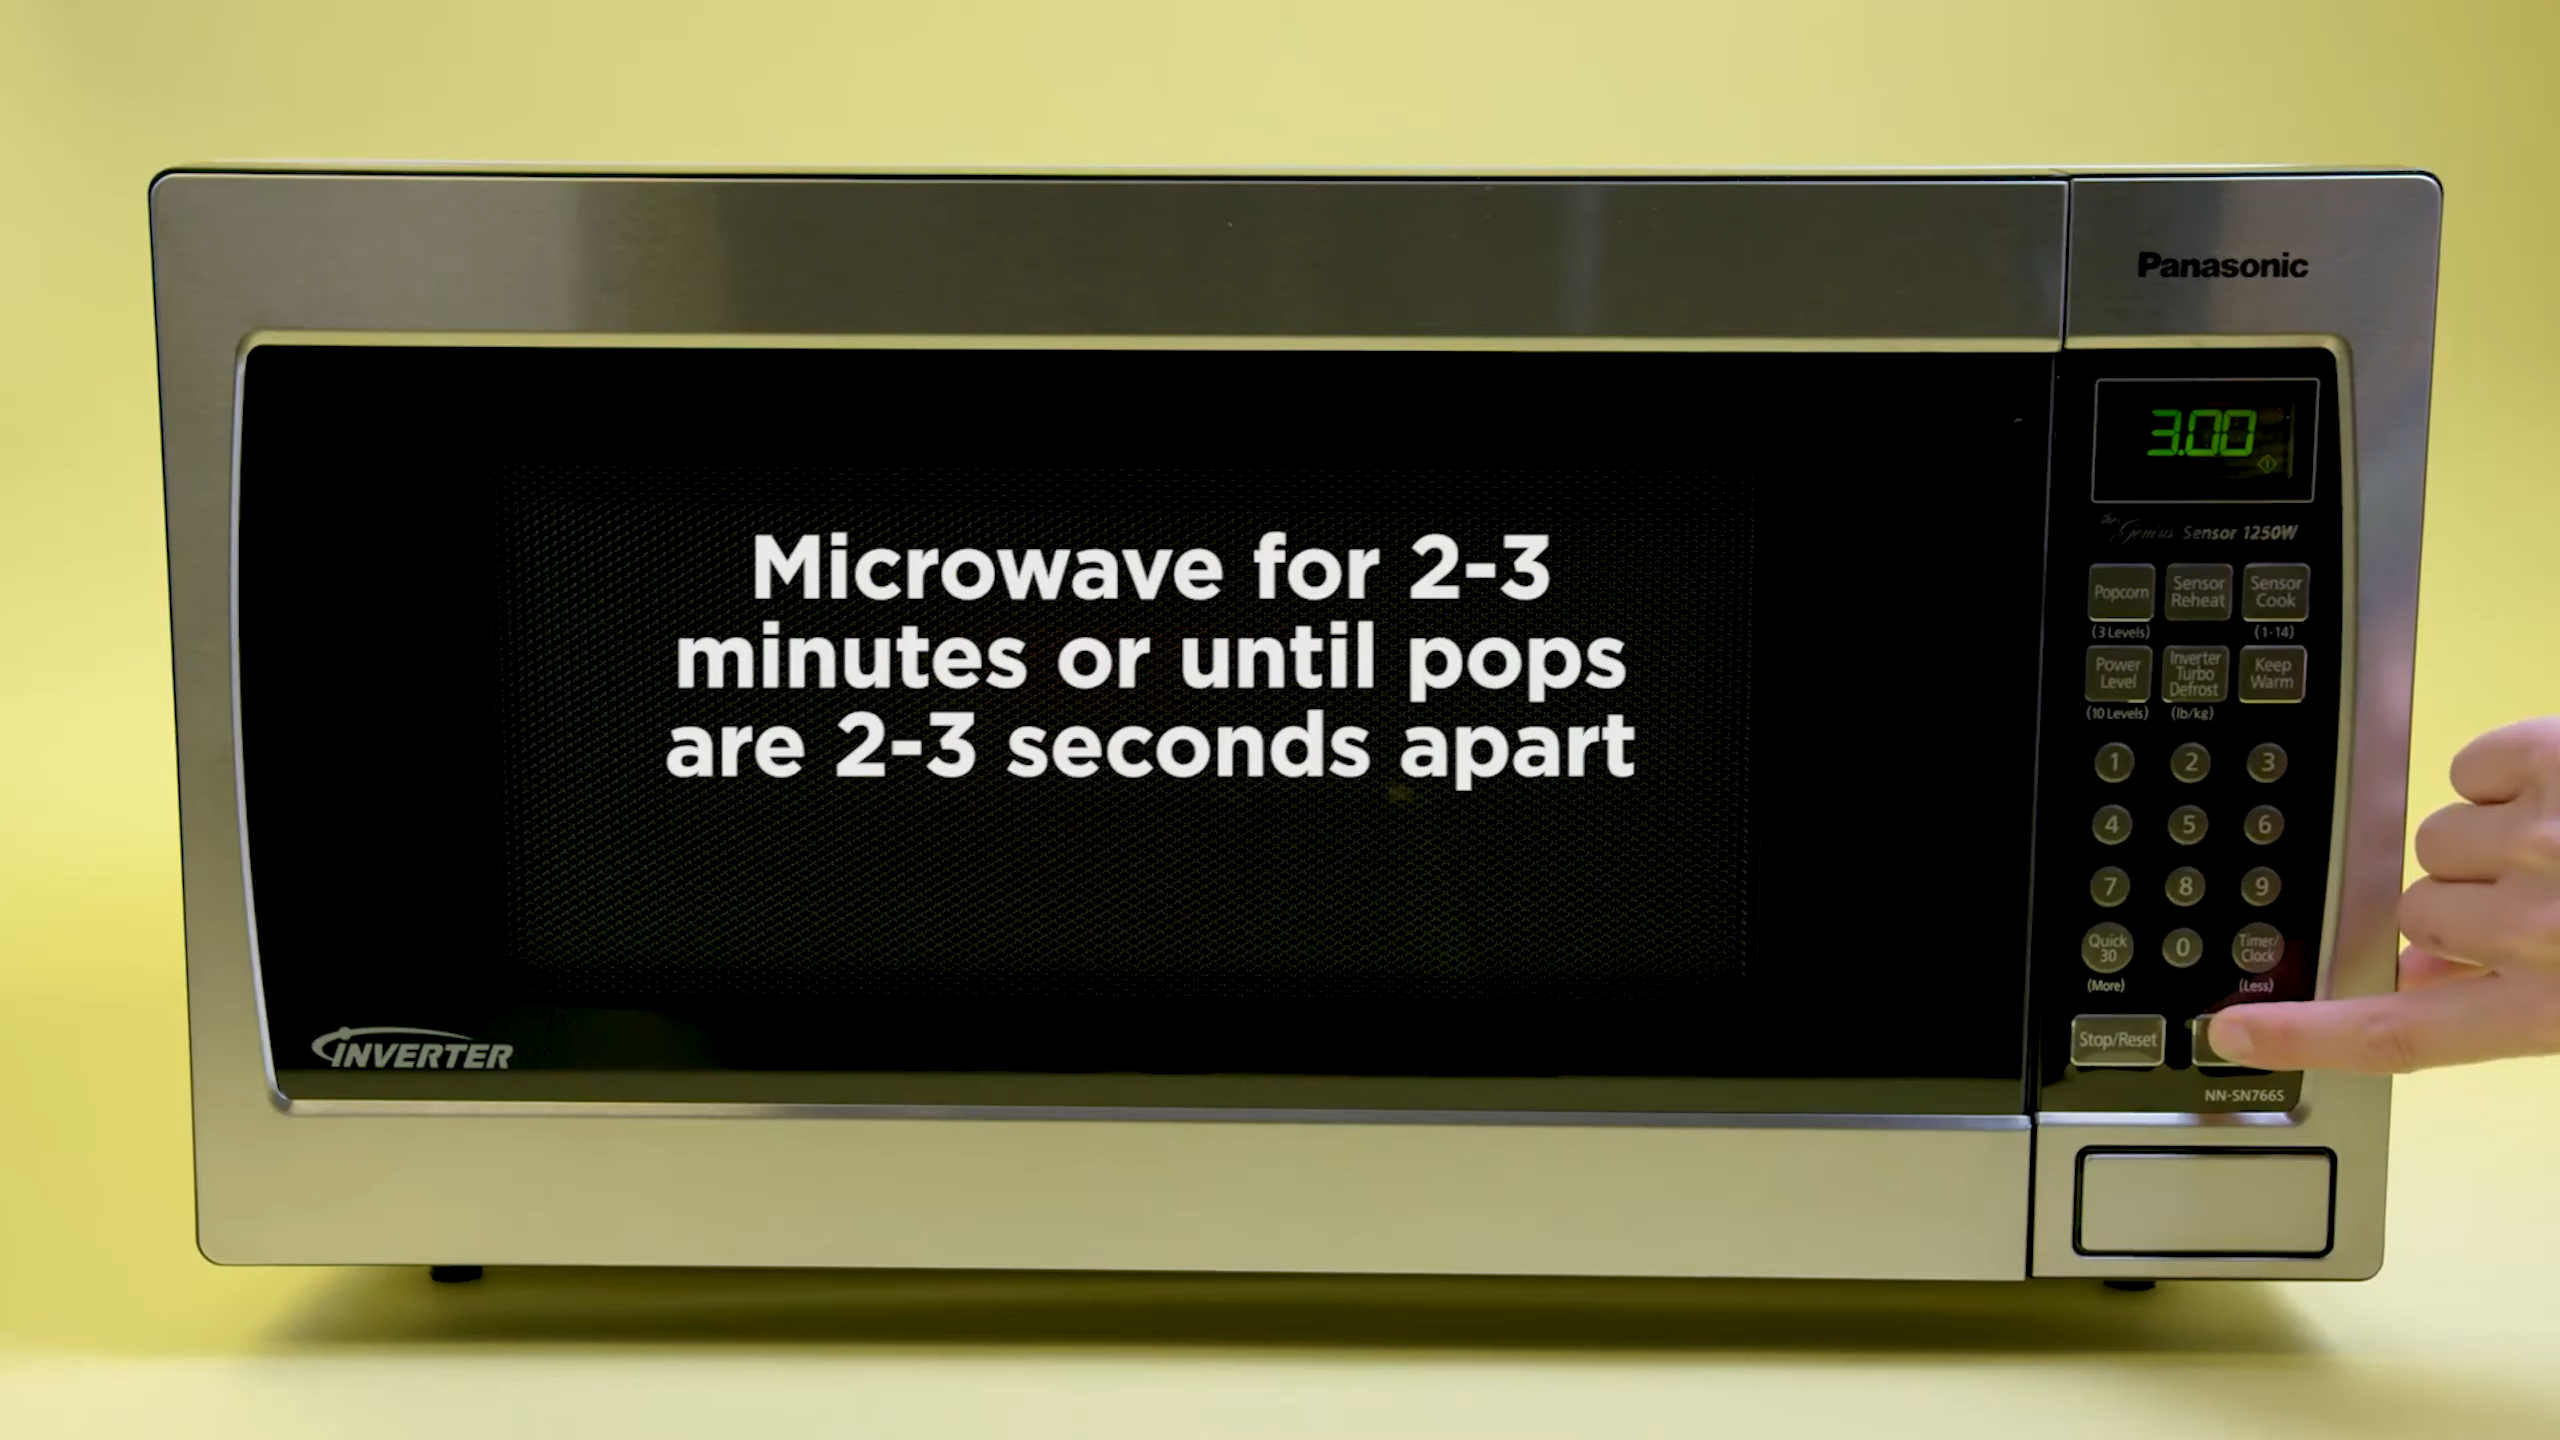 Panasonic
3.00
the Genius Sensor 1250W
Microwave for 2-3
minutes or until pops
are 2-3 seconds apart
Popcorn
Sensor Reheat
Sensor Cook
(3 Levels)
(1-14)
Power Level
Inverter Turbo Defrost
Keep Warm
(10 Levels)
(lb/kg)
1 2 3
4 5 6
7 8 9
Quick 30
0
Timer/Clock
(More)
(Less)
INVERTER
Stop/Reset
NN-SN766S